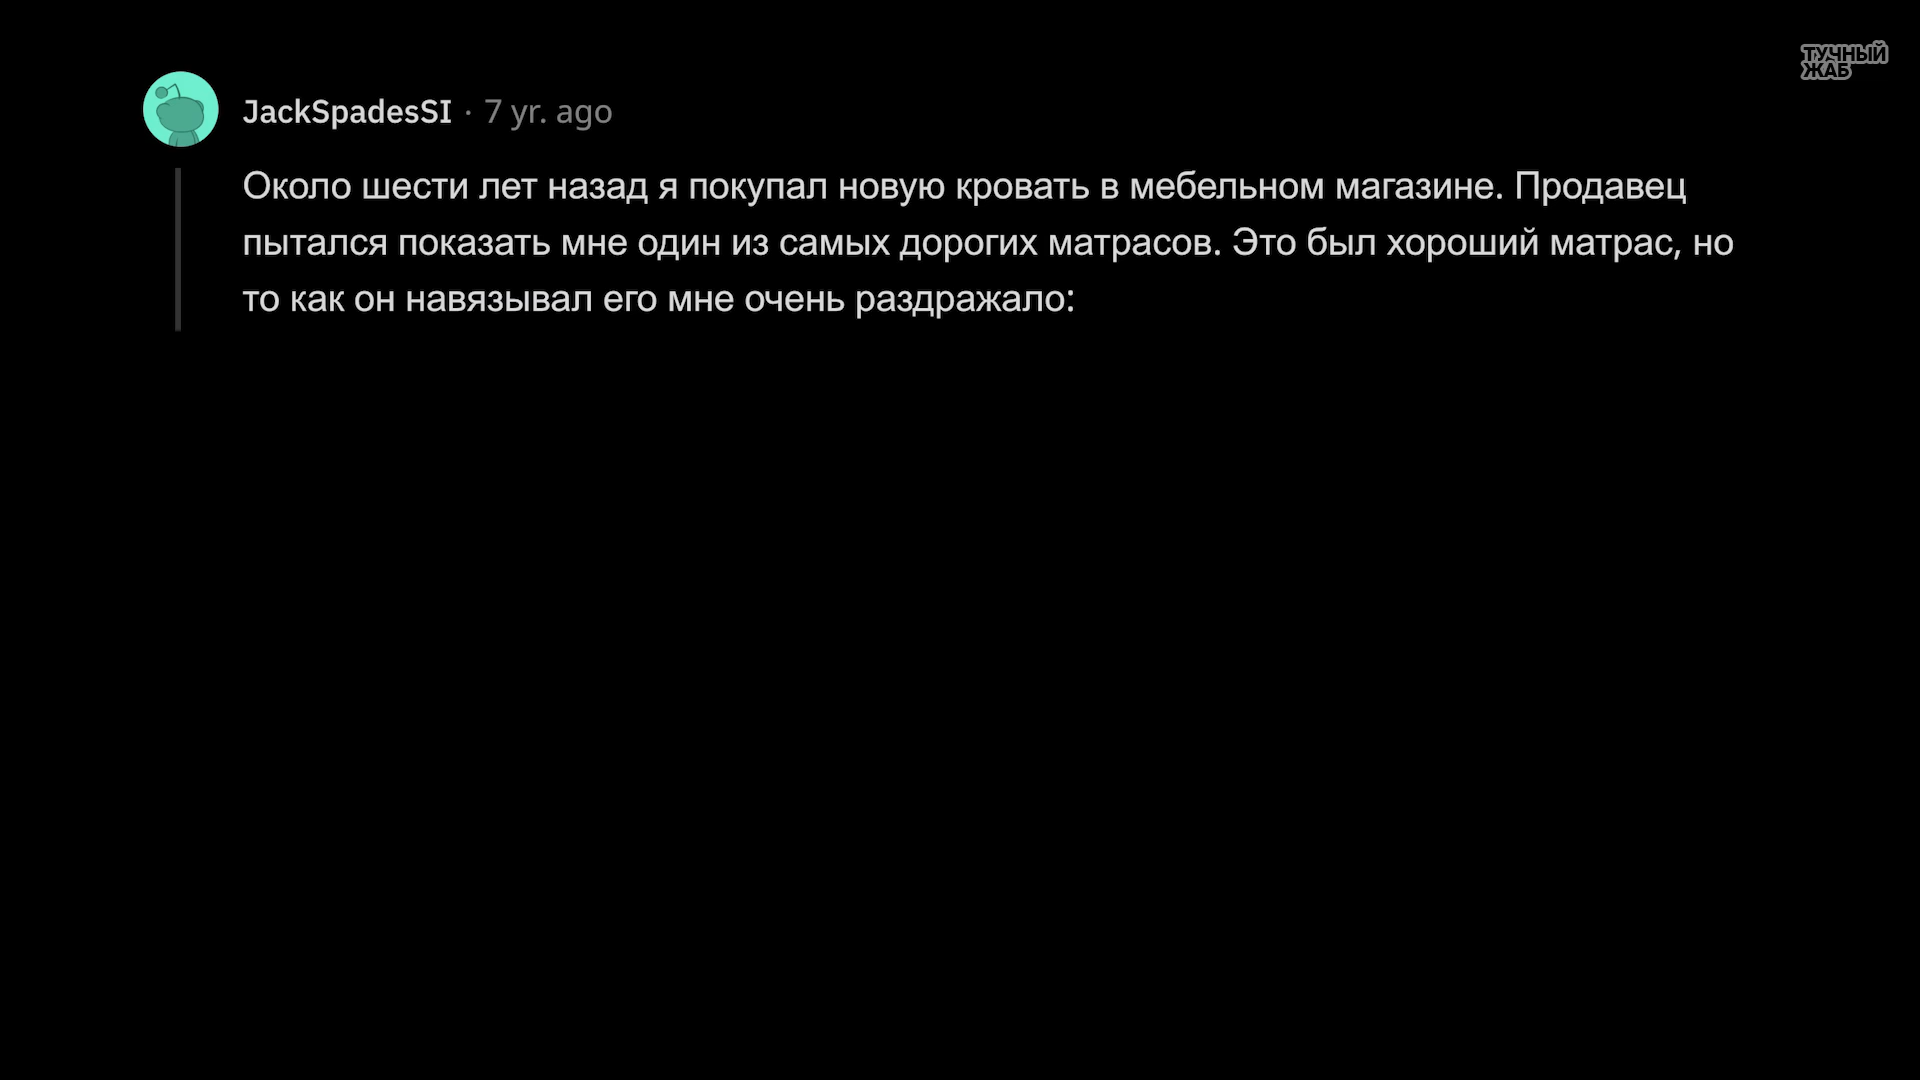 ТУЧНЫЙ
ЖАБ
JackSpadesSI · 7 yr. ago
Около шести лет назад я покупал новую кровать в мебельном магазине. Продавец
пытался показать мне один из самых дорогих матрасов. Это был хороший матрас, но
то как он навязывал его мне очень раздражало: